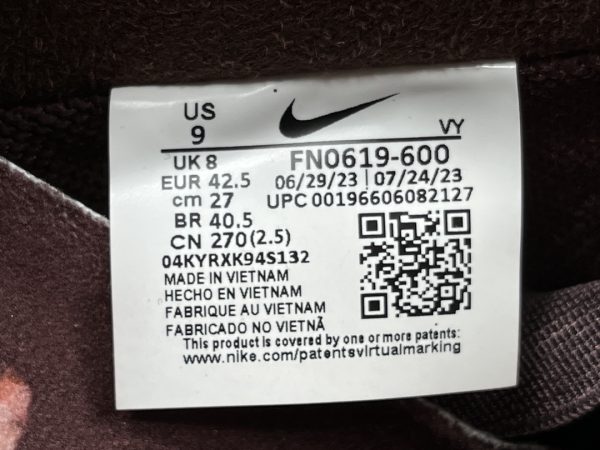 US
9
VY
UK 8
FN0619-600
EUR 42.5
06/29/23 | 07/24/23
cm 27
UPC 00196606082127
BR 40.5
CN 270 (2.5)
04KYRXK94S132
MADE IN VIETNAM
HECHO EN VIETNAM
FABRIQUE AU VIETNAM
FABRICADO NO VIETNÃ
This product is covered by one or more patents:
www.nike.com/patentsvirtualmarking